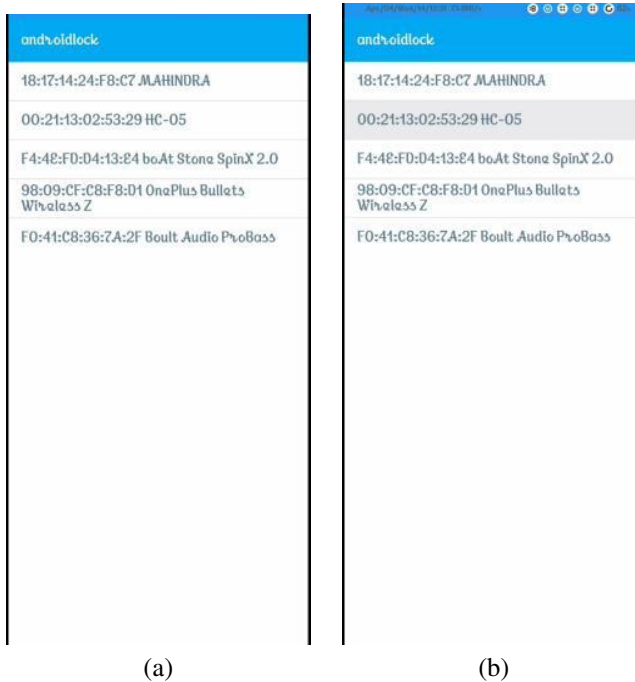 androidlock
18:17:14:24:F8:C7 MAHINDRA
00:21:13:02:53:29 HC-05
F4:4E:FD:D4:13:E4 boAt Stone SpinX 2.0
98:09:CF:C8:F8:D1 OnePlus Bullets
Wireless Z
F0:41:C8:36:7A:2F Boult Audio ProBass
(a)
androidlock
18:17:14:24:F8:C7 MAHINDRA
00:21:13:02:53:29 HC-05
F4:4E:FD:D4:13:E4 boAt Stone SpinX 2.0
98:09:CF:C8:F8:D1 OnePlus Bullets
Wireless Z
F0:41:C8:36:7A:2F Boult Audio ProBass
(b)